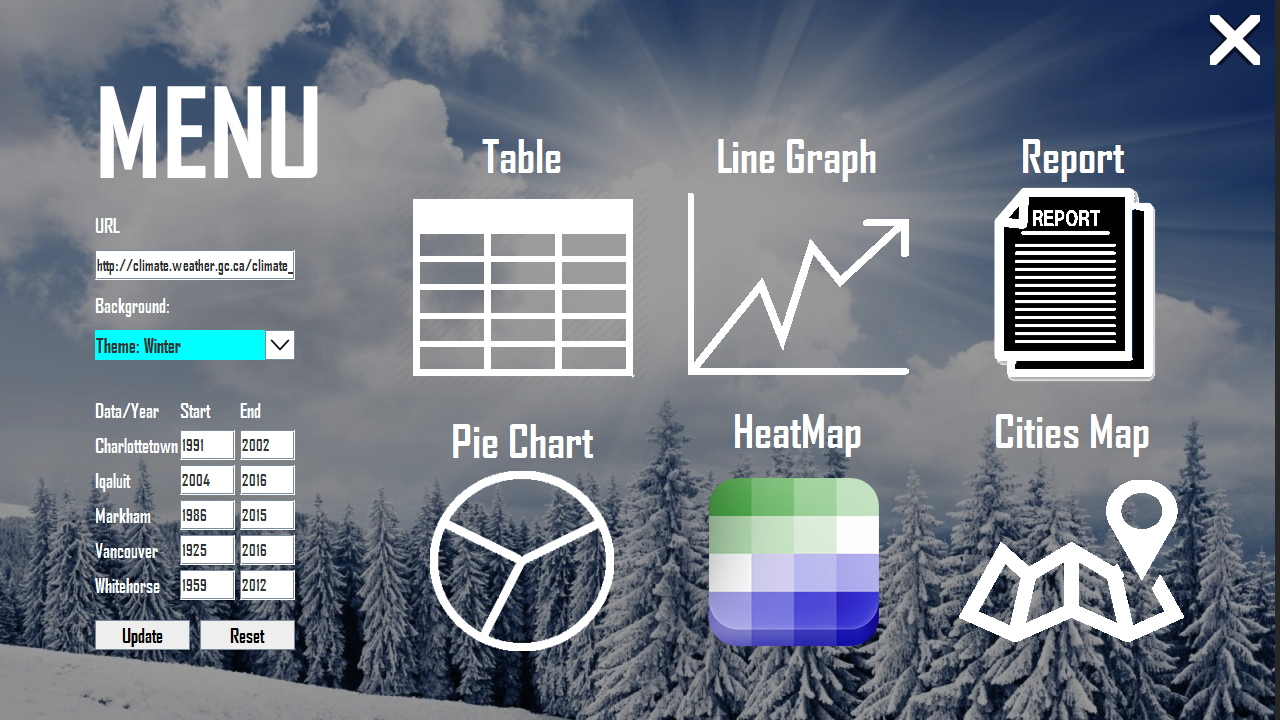 MENU
URL
http://climate.weather.gc.ca/climate_
Background:
Theme: Winter
Data/Year Start End
Charlottetown 1991 2002
Iqaluit 2004 2016
Markham 1986 2015
Vancouver 1925 2016
Whitehorse 1959 2012
Update Reset
Table Line Graph Report
REPORT
Pie Chart HeatMap Cities Map